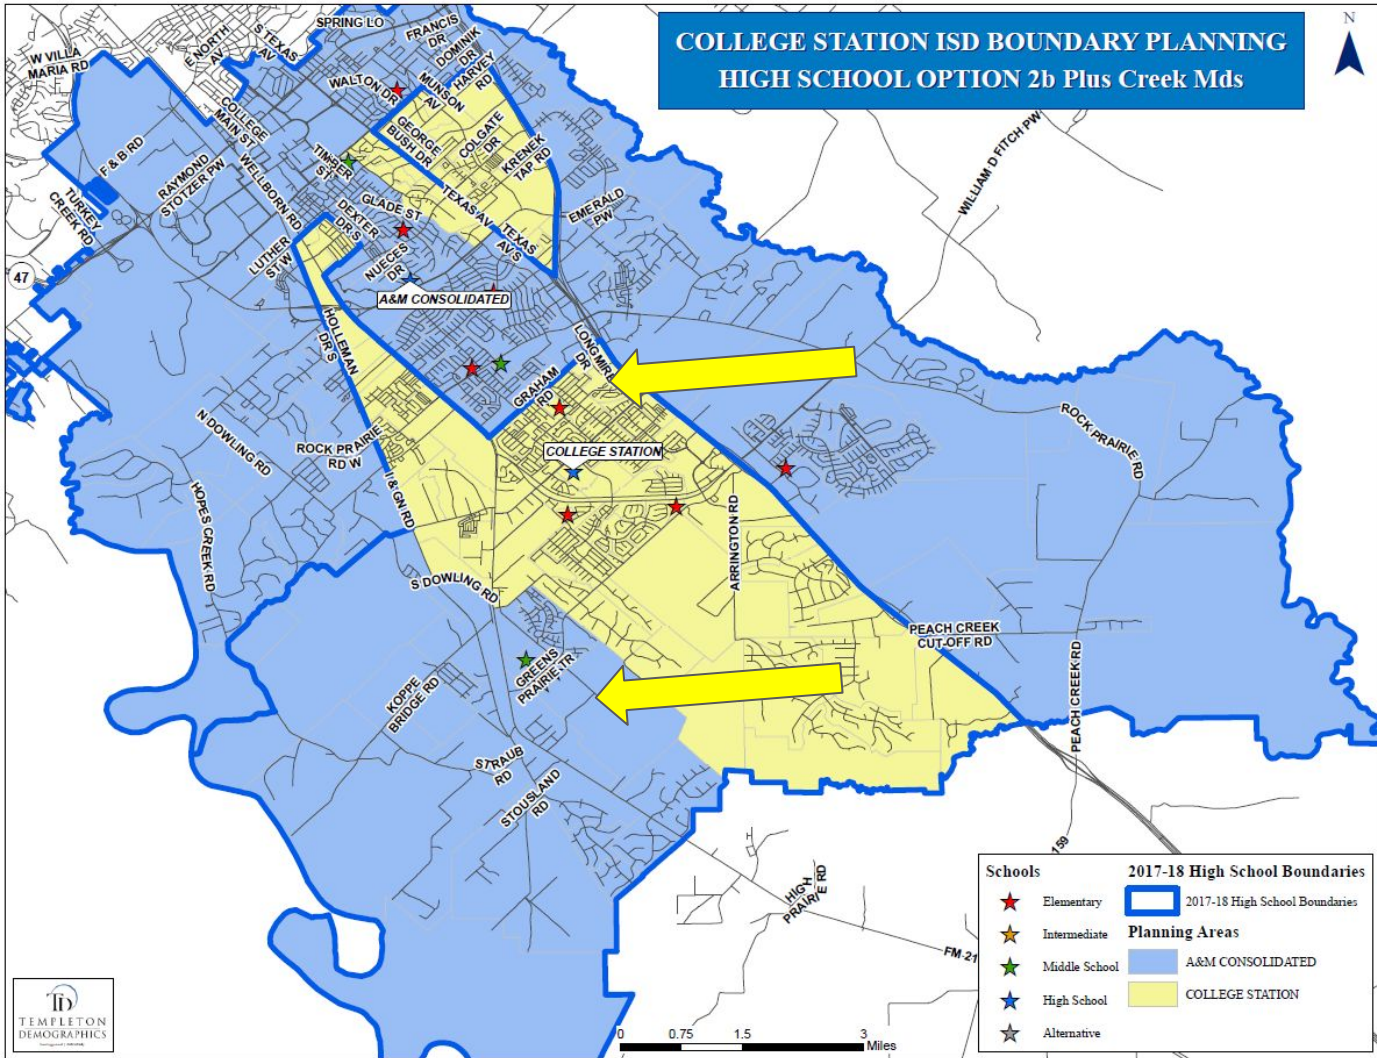 COLLEGE STATION ISD BOUNDARY PLANNING
HIGH SCHOOL OPTION 2b Plus Creek Mds
N
SPRING LO
W VILLA
MARIA RD
E NORTH
AV
S TEXAS
AV
FRANCIS
DR
DOMINIK
DR
HARVEY
RD
WALTON DR
MUNSON
AV
COLLEGE
MAIN ST
GEORGE
BUSH DR
COLGATE
DR
KRENEK
TAP RD
WILLIAM D FITCH PW
F & B RD
RAYMOND
STOTZER PW
WELLBORN RD
TIMBER
ST
TURKEY
CREEK RD
GLADE ST
DEXTER
DR S
TEXAS AV
TEXAS
AV S
EMERALD
PW
LUTHER
ST W
NUECES
DR
47
A&M CONSOLIDATED
HOLLEMAN
DR S
LONGMIRE
DR
GRAHAM
RD
ROCK PRAIRIE RD
N DOWLING RD
ROCK PRAIRIE
RD W
COLLEGE STATION
I & GN RD
HOPES CREEK RD
ARRINGTON RD
S DOWLING RD
PEACH CREEK
CUT-OFF RD
PEACH CREEK RD
GREENS
PRAIRIE TR
KOPPE
BRIDGE RD
STRAUB
RD
STOUSLAND
RD
HIGH
PRAIRIE RD
159
FM 21
Schools
Elementary
Intermediate
Middle School
High School
Alternative
2017-18 High School Boundaries
2017-18 High School Boundaries
Planning Areas
A&M CONSOLIDATED
COLLEGE STATION
TD
TEMPLETON
DEMOGRAPHICS
0 0.75 1.5 3
Miles